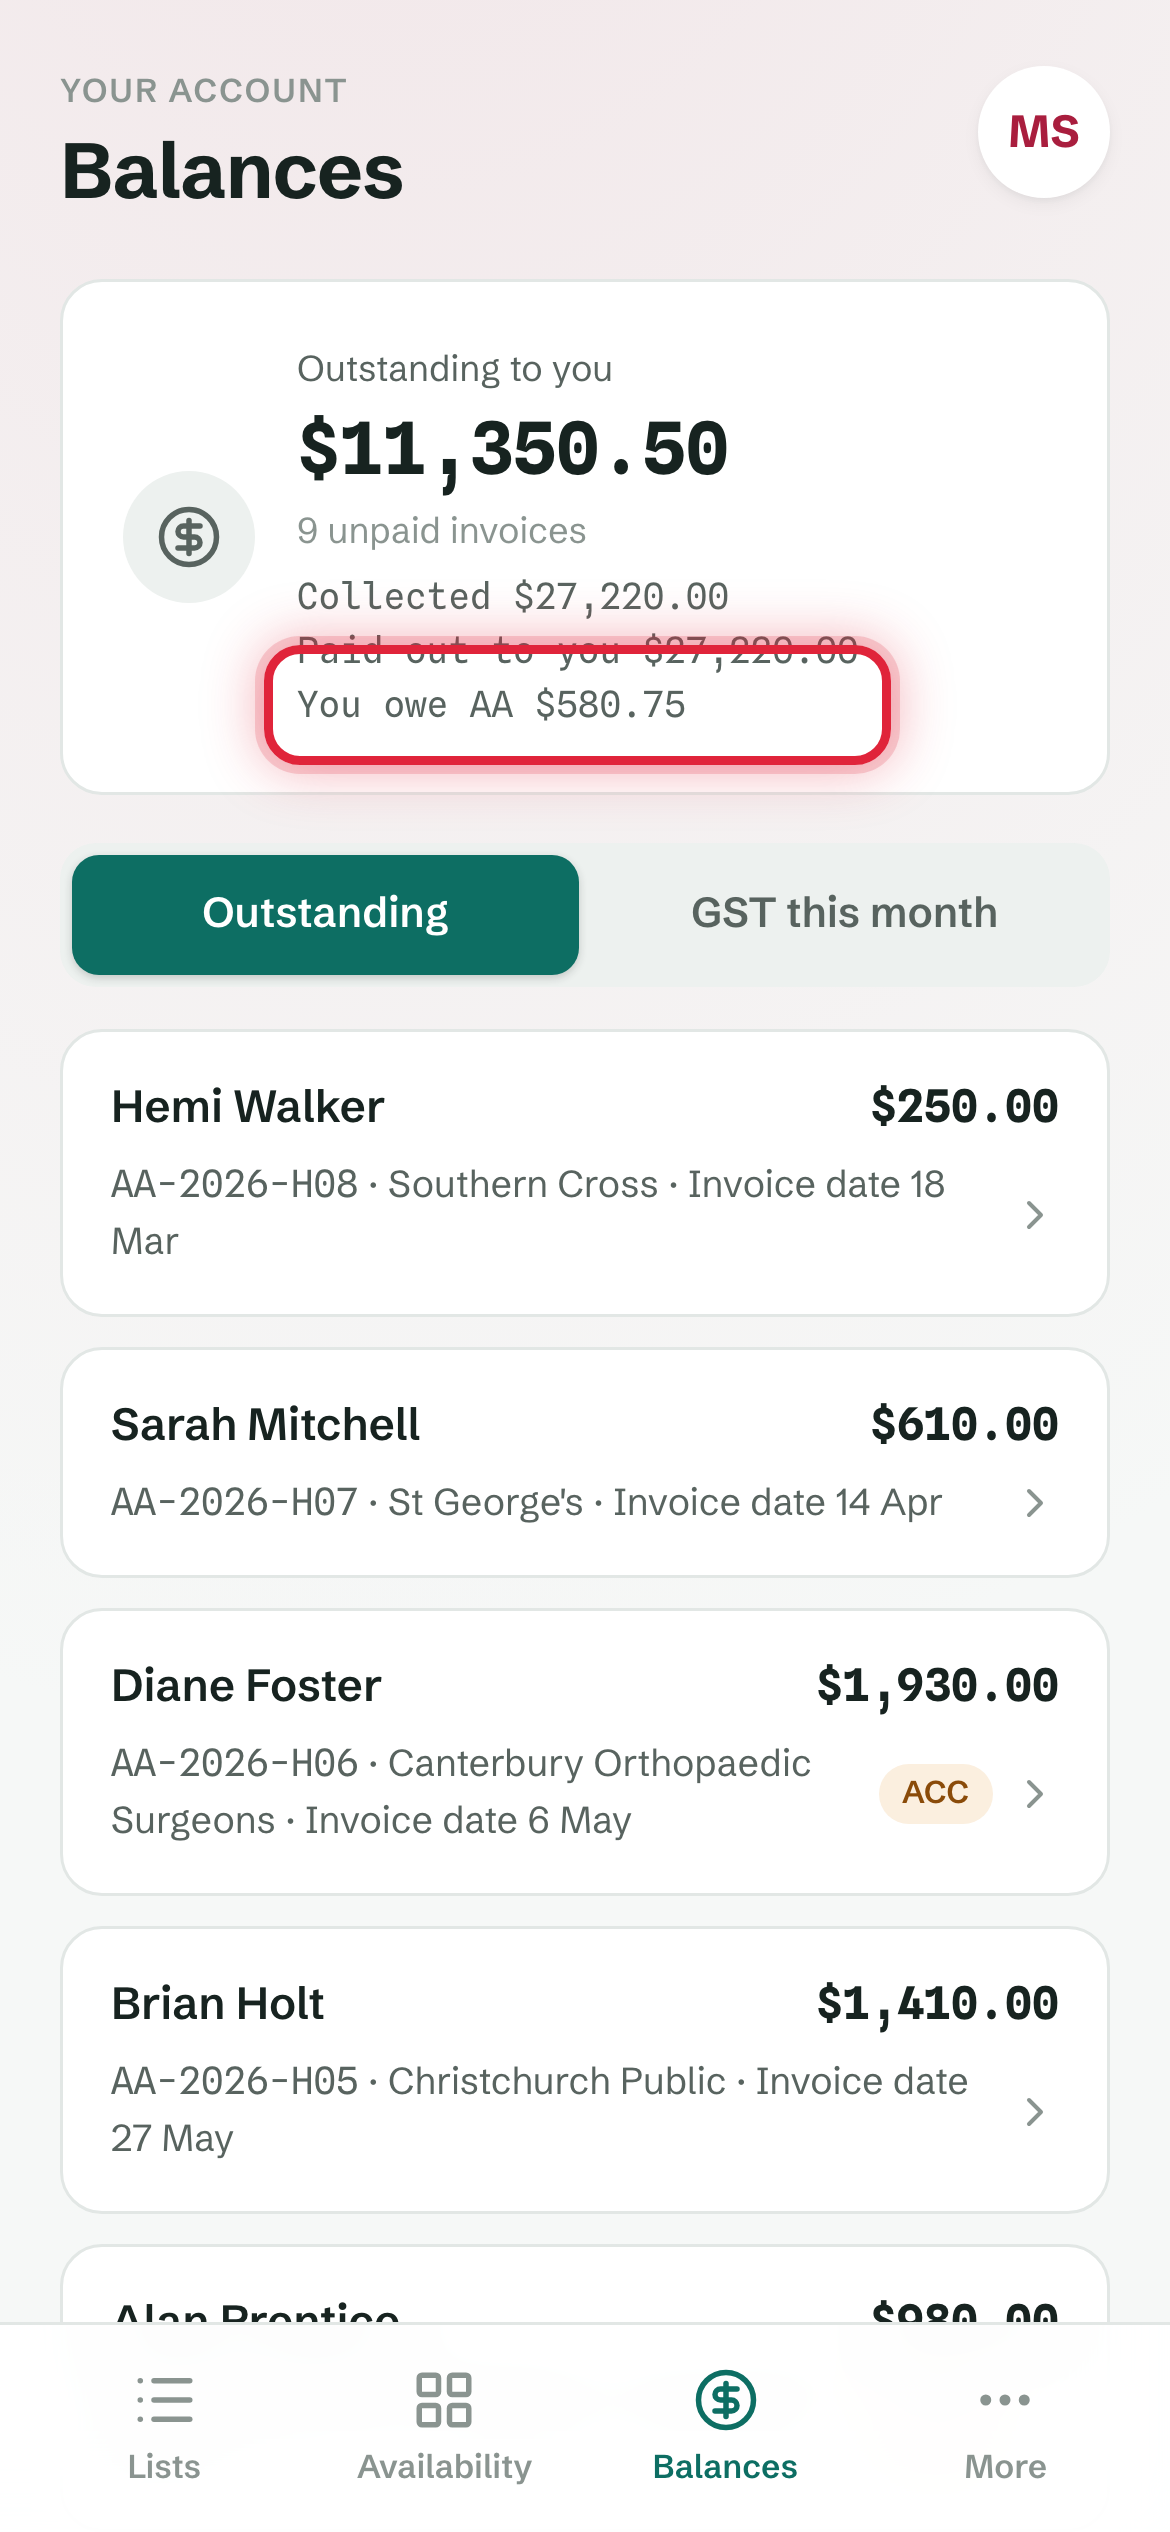 YOUR ACCOUNT
Balances
MS
Outstanding to you
$11,350.50
9 unpaid invoices
Collected $27,220.00
Paid out to you $27,220.00
You owe AA $580.75
Outstanding
GST this month
Hemi Walker
$250.00
AA-2026-H08 · Southern Cross · Invoice date 18
Mar
Sarah Mitchell
$610.00
AA-2026-H07 · St George's · Invoice date 14 Apr
Diane Foster
$1,930.00
AA-2026-H06 · Canterbury Orthopaedic
Surgeons · Invoice date 6 May
ACC
Brian Holt
$1,410.00
AA-2026-H05 · Christchurch Public · Invoice date
27 May
Alan Prentice
$980.00
Lists
Availability
Balances
More